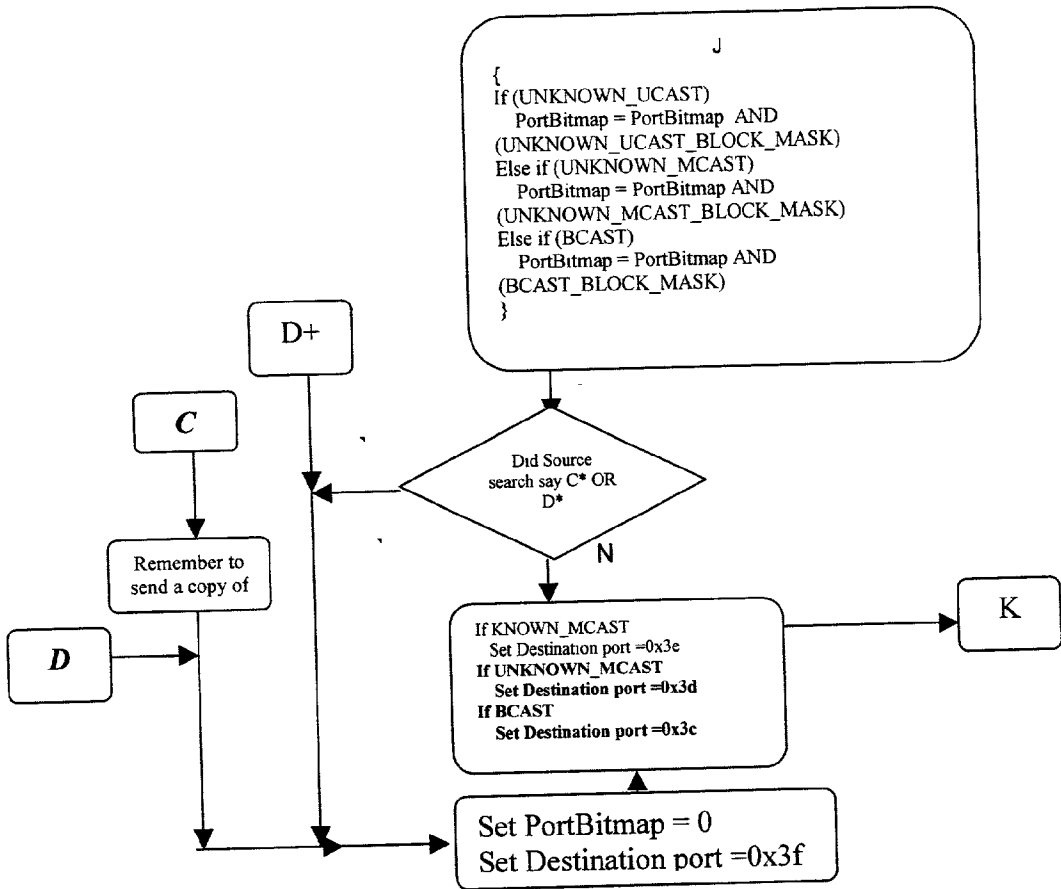 J
{
If (UNKNOWN_UCAST)
PortBitmap = PortBitmap AND
(UNKNOWN_UCAST_BLOCK_MASK)
Else if (UNKNOWN_MCAST)
PortBitmap = PortBitmap AND
(UNKNOWN_MCAST_BLOCK_MASK)
Else if (BCAST)
PortBitmap = PortBitmap AND
(BCAST_BLOCK_MASK)
}
D+
C
Did Source
search say C* OR
D*
N
Remember to
send a copy of
D
If KNOWN_MCAST
Set Destination port =0x3e
If UNKNOWN_MCAST
Set Destination port =0x3d
If BCAST
Set Destination port =0x3c
K
Set PortBitmap = 0
Set Destination port =0x3f